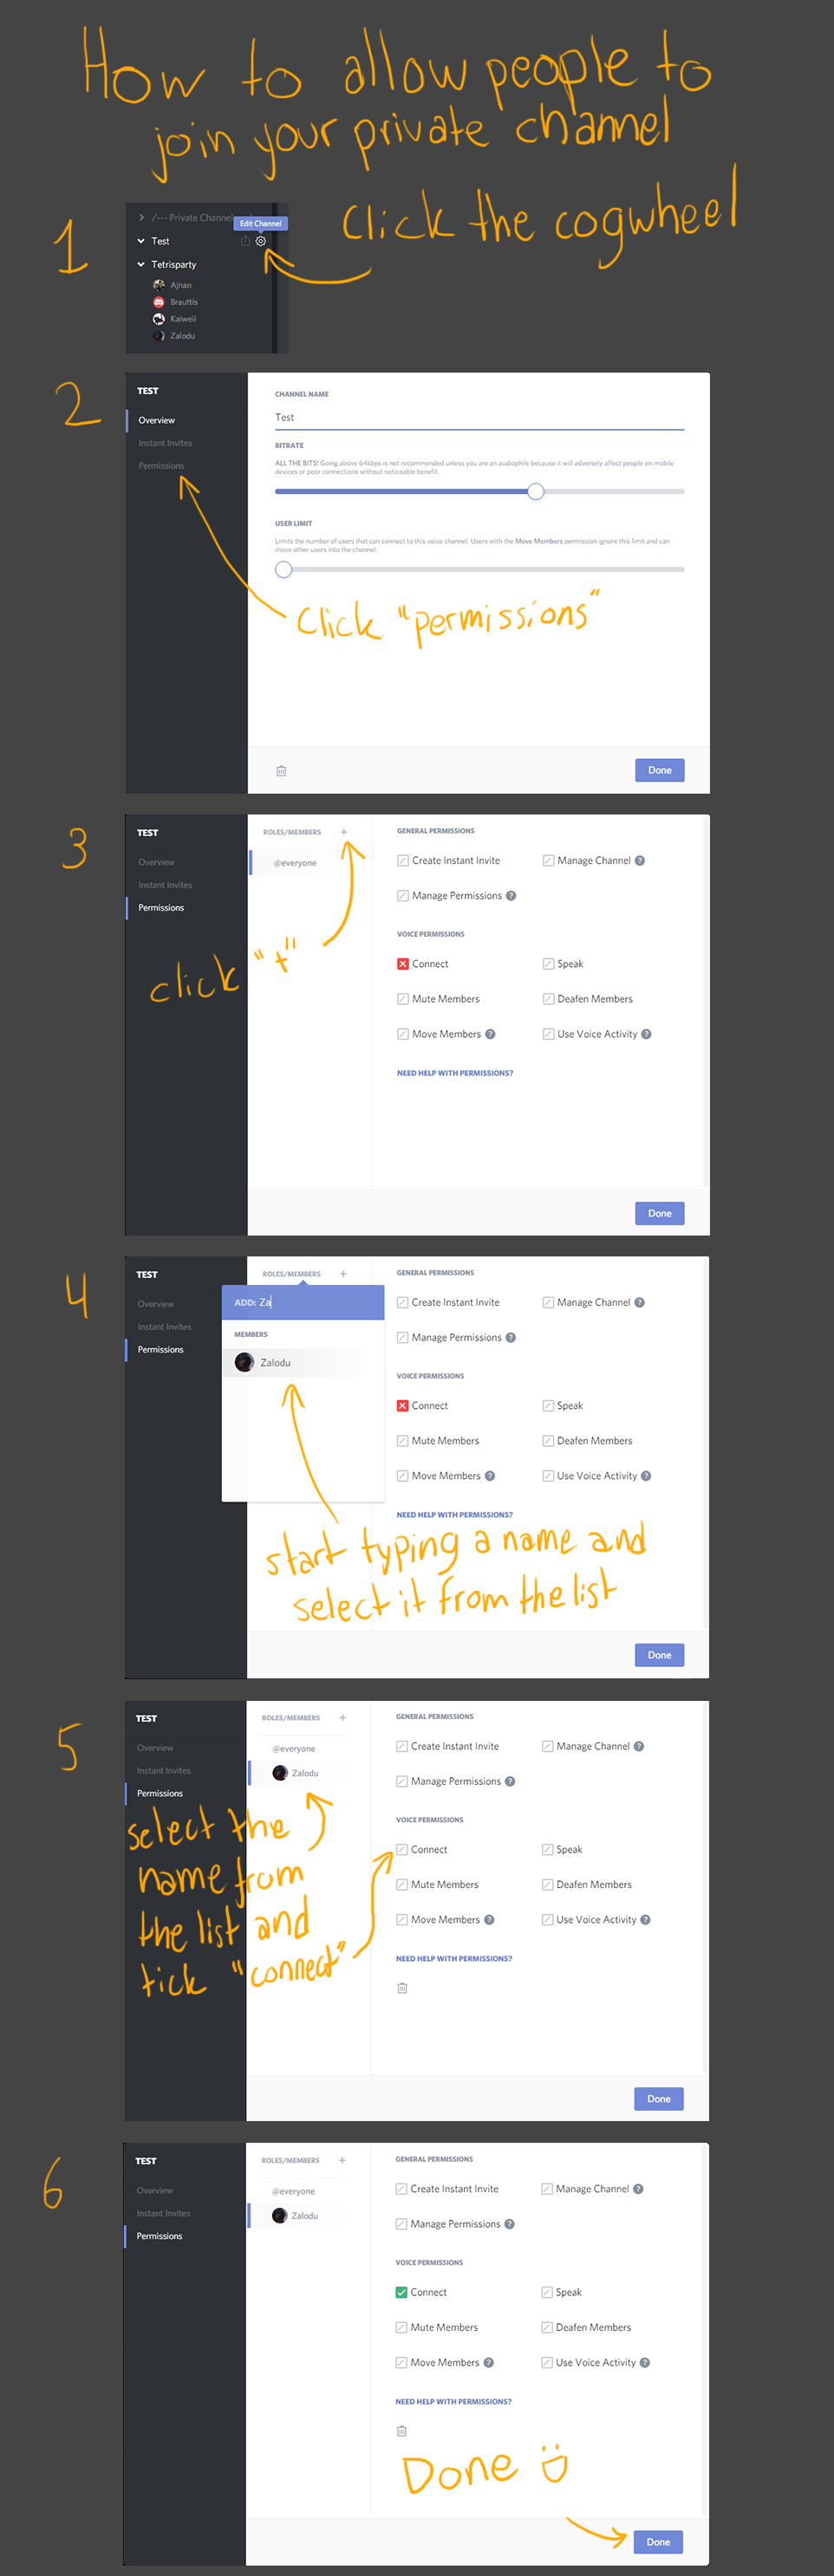 How to allow people to
join your private channel
1
click the cogwheel
/--- Private Channel
Edit Channel
Test
Tetrisparty
Ajnan
Brauttis
Kaiweii
Zalodu
2
TEST
Overview
Instant Invites
Permissions
CHANNEL NAME
Test
BITRATE
ALL THE BITS! Going above 64kbps is not recommended unless you are an audiophile because it will adversely affect people on mobile
devices or poor connections without noticeable benefit.
USER LIMIT
Limits the number of users that can connect to this voice channel. Users with the Move Members permission ignore this limit and can
move other users into the channel.
click "permissions"
Done
3
TEST
Overview
Instant Invites
Permissions
ROLES/MEMBERS +
@everyone
click "+"
GENERAL PERMISSIONS
Create Instant Invite Manage Channel ?
Manage Permissions ?
VOICE PERMISSIONS
Connect Speak
Mute Members Deafen Members
Move Members ? Use Voice Activity ?
NEED HELP WITH PERMISSIONS?
Done
4
TEST
Overview
Instant Invites
Permissions
ROLES/MEMBERS +
ADD: Za
MEMBERS
Zalodu
GENERAL PERMISSIONS
Create Instant Invite Manage Channel ?
Manage Permissions ?
VOICE PERMISSIONS
Connect Speak
Mute Members Deafen Members
Move Members ? Use Voice Activity ?
NEED HELP WITH PERMISSIONS?
start typing a name and
select it from the list
Done
5
TEST
Overview
Instant Invites
Permissions
ROLES/MEMBERS +
@everyone
Zalodu
select the
name from
the list and
tick "connect"
GENERAL PERMISSIONS
Create Instant Invite Manage Channel ?
Manage Permissions ?
VOICE PERMISSIONS
Connect Speak
Mute Members Deafen Members
Move Members ? Use Voice Activity ?
NEED HELP WITH PERMISSIONS?
Done
6
TEST
Overview
Instant Invites
Permissions
ROLES/MEMBERS +
@everyone
Zalodu
GENERAL PERMISSIONS
Create Instant Invite Manage Channel ?
Manage Permissions ?
VOICE PERMISSIONS
Connect Speak
Mute Members Deafen Members
Move Members ? Use Voice Activity ?
NEED HELP WITH PERMISSIONS?
Done
Done